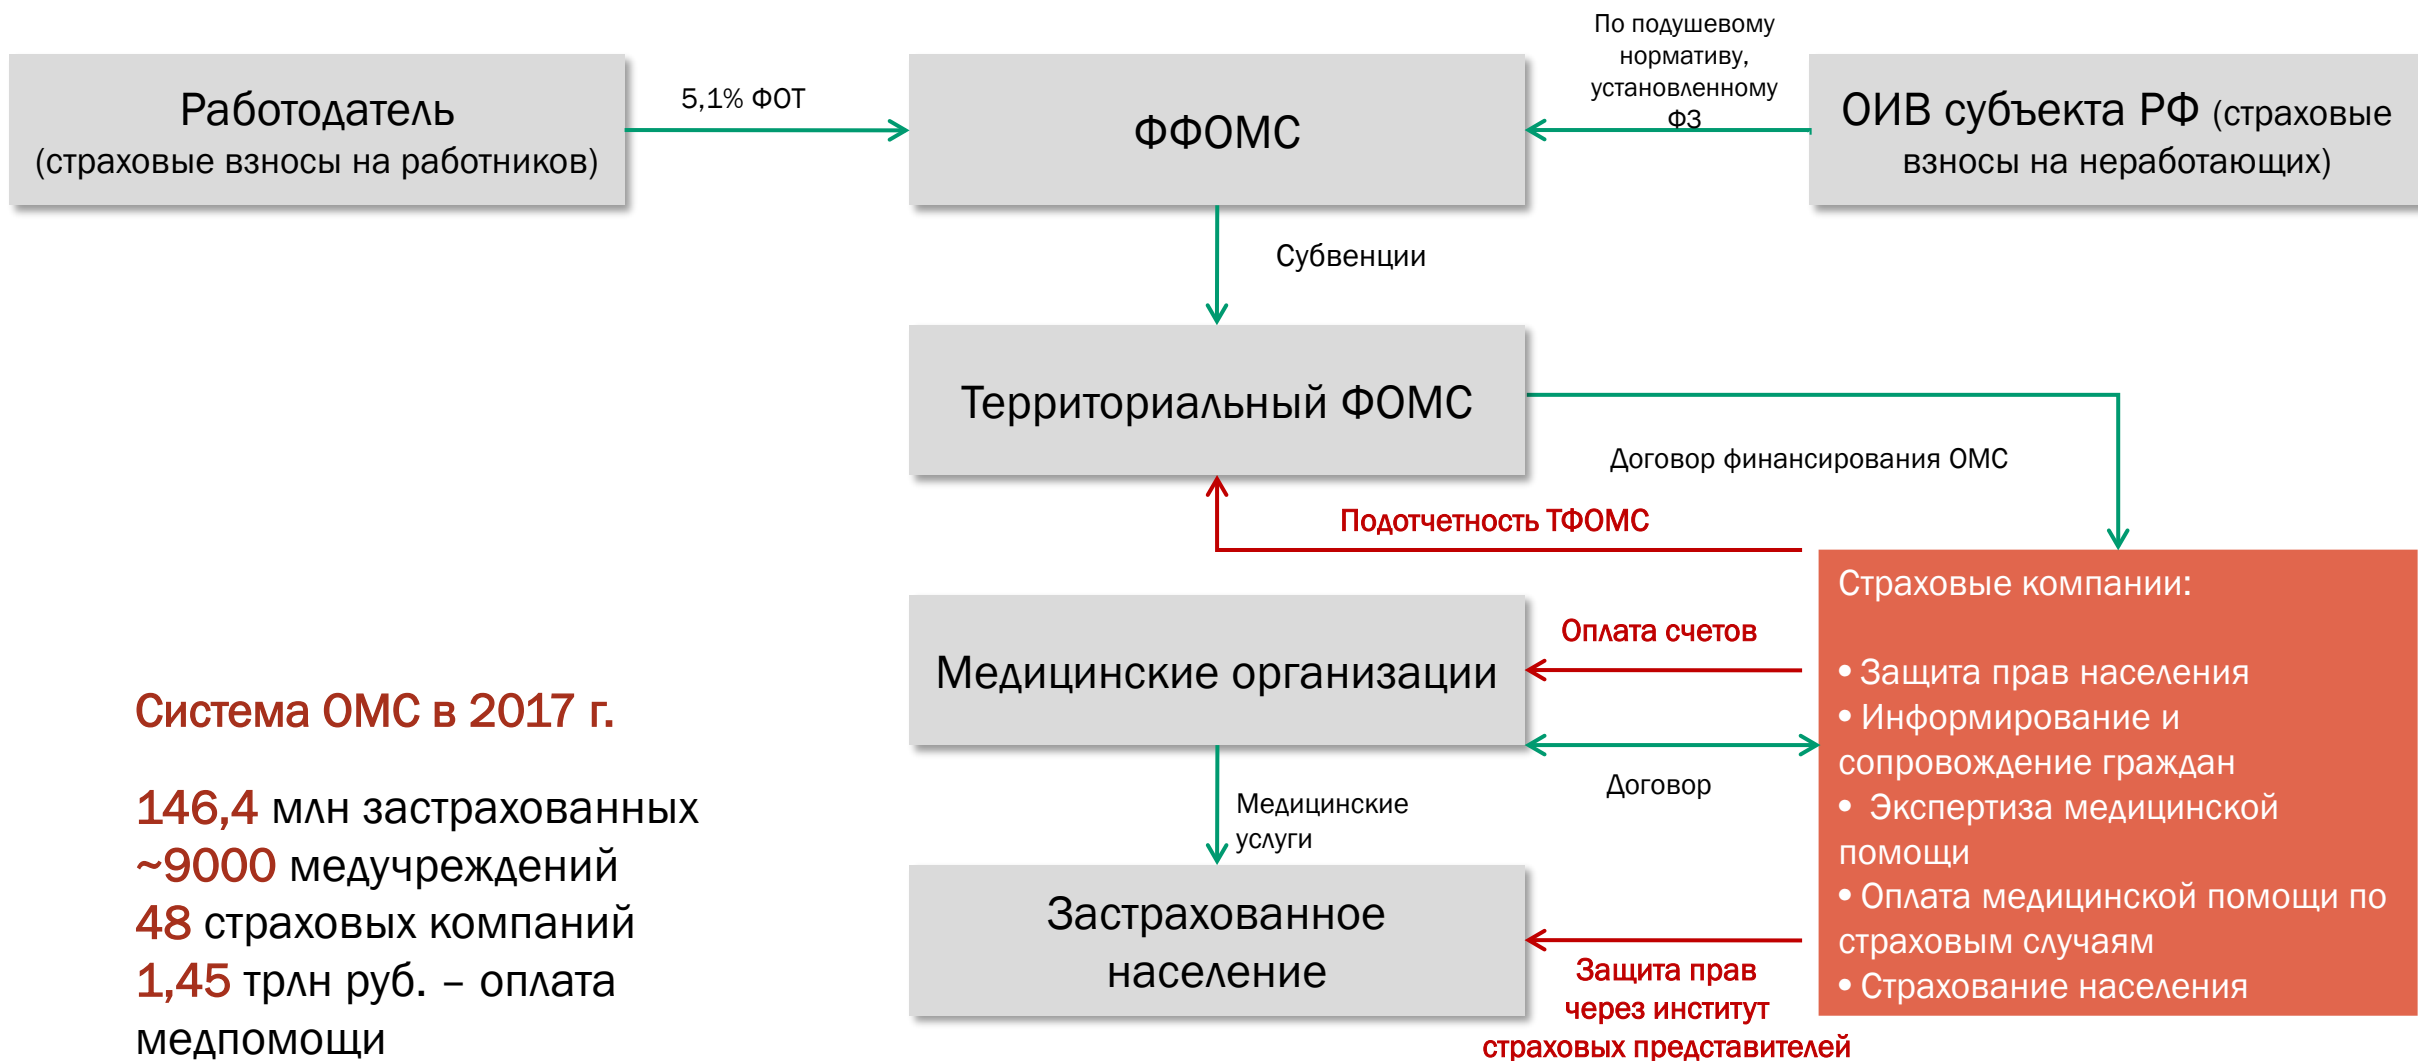 Работодатель
(страховые взносы на работников)
5,1% ФОТ
ФФОМС
По подушевому
нормативу,
установленному
ФЗ
ОИВ субъекта РФ (страховые
взносы на неработающих)
Субвенции
Территориальный ФОМС
Договор финансирования ОМС
Подотчетность ТФОМС
Страховые компании:
• Защита прав населения
• Информирование и
сопровождение граждан
• Экспертиза медицинской
помощи
• Оплата медицинской помощи по
страховым случаям
• Страхование населения
Оплата счетов
Медицинские организации
Договор
Медицинские
услуги
Застрахованное
население
Защита прав
через институт
страховых представителей
Система ОМС в 2017 г.
146,4 млн застрахованных
~9000 медучреждений
48 страховых компаний
1,45 трлн руб. – оплата
медпомощи